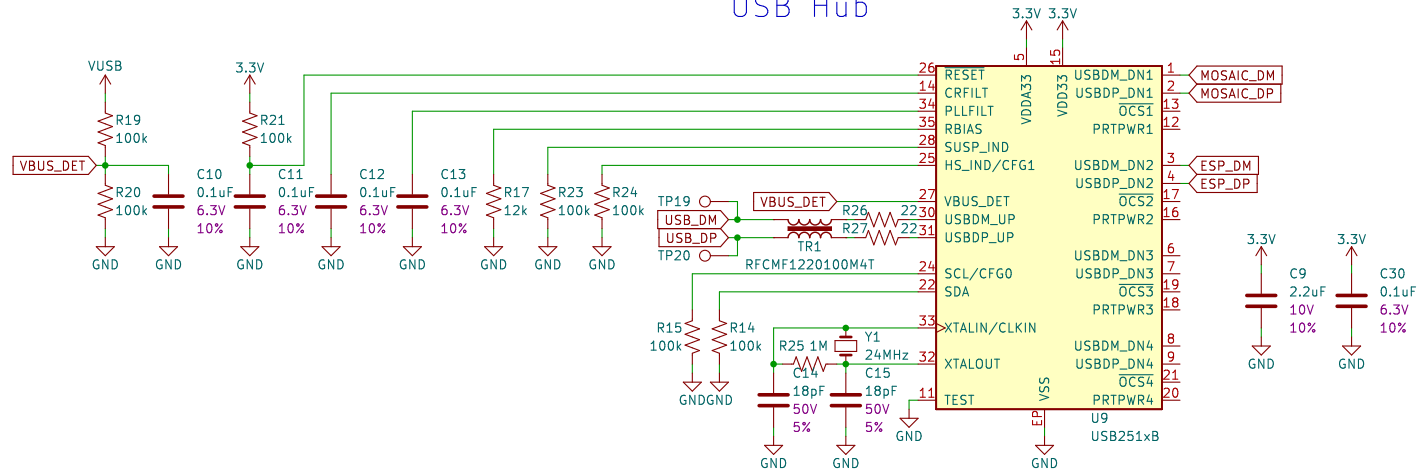 USB Hub
VUSB
R19
100k
VBUS_DET
R20
100k
GND
C10
0.1uF
6.3V
10%
GND
3.3V
R21
100k
C11
0.1uF
6.3V
10%
GND
C12
0.1uF
6.3V
10%
GND
C13
0.1uF
6.3V
10%
GND
R17
12k
GND
R23
100k
GND
R24
100k
GND
TP19
USB_DM
USB_DP
TP20
VBUS_DET
R26
22
R27
22
TR1
RFCMF1220100M4T
R15
100k
GND
R14
100k
GND
R25 1M
Y1
24MHz
C14
18pF
50V
5%
GND
C15
18pF
50V
5%
GND
GND
3.3V
3.3V
5
15
VDDA33
VDD33
26
RESET
14
CRFILT
34
PLLFILT
35
RBIAS
28
SUSP_IND
25
HS_IND/CFG1
27
VBUS_DET
30
USBDM_UP
31
USBDP_UP
24
SCL/CFG0
22
SDA
33
XTALIN/CLKIN
32
XTALOUT
11
TEST
USBDM_DN1
1
MOSAIC_DM
USBDP_DN1
2
MOSAIC_DP
OCS1
13
PRTPWR1
12
USBDM_DN2
3
ESP_DM
USBDP_DN2
4
ESP_DP
OCS2
17
PRTPWR2
16
USBDM_DN3
6
USBDP_DN3
7
OCS3
19
PRTPWR3
18
USBDM_DN4
8
USBDP_DN4
9
OCS4
21
PRTPWR4
20
VSS
EP
GND
U9
USB251xB
3.3V
C9
2.2uF
10V
10%
GND
3.3V
C30
0.1uF
6.3V
10%
GND